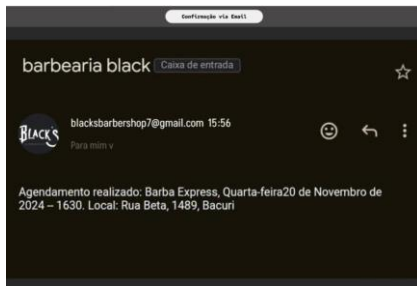 Confirmação via Email
barbearia black Caixa de entrada
BLACK'S
blacksbarbershop7@gmail.com 15:56
Para mim v
Agendamento realizado: Barba Express, Quarta-feira20 de Novembro de
2024 – 1630. Local: Rua Beta, 1489, Bacuri